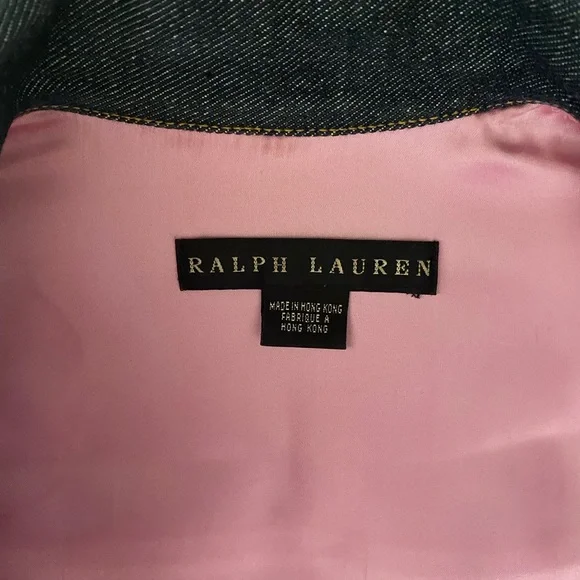 RALPH LAUREN
MADE IN HONG KONG
FABRIQUE A
HONG KONG